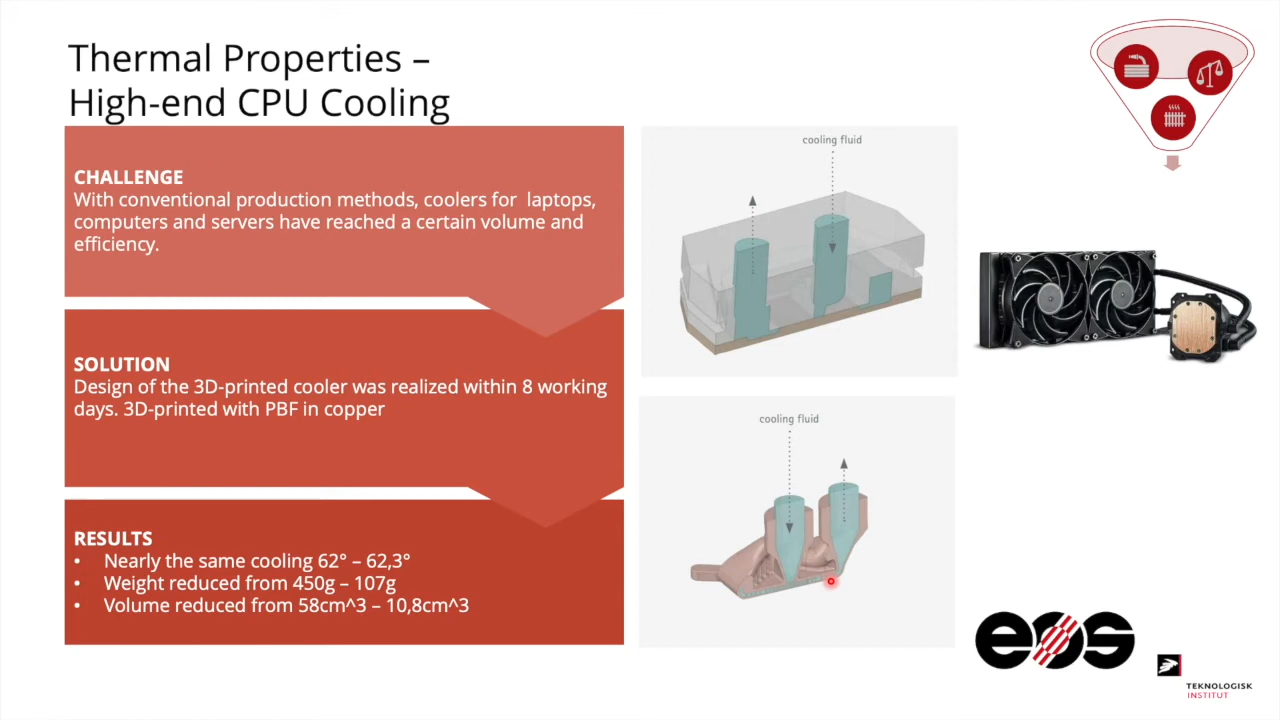 Thermal Properties –
High-end CPU Cooling
CHALLENGE
With conventional production methods, coolers for laptops,
computers and servers have reached a certain volume and
efficiency.
SOLUTION
Design of the 3D-printed cooler was realized within 8 working
days. 3D-printed with PBF in copper
RESULTS
• Nearly the same cooling 62° – 62,3°
• Weight reduced from 450g – 107g
• Volume reduced from 58cm^3 – 10,8cm^3
cooling fluid
cooling fluid
eos
TEKNOLOGISK
INSTITUT